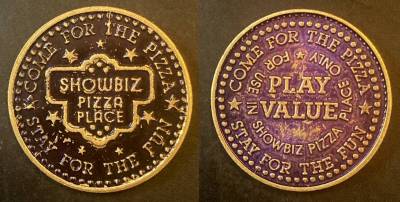 COME FOR THE PIZZA
SHOWBIZ
PIZZA
PLACE
STAY FOR THE FUN
COME FOR THE PIZZA
ONLY FOR USE IN SHOWBIZ PIZZA PLACE
PLAY
VALUE
STAY FOR THE FUN